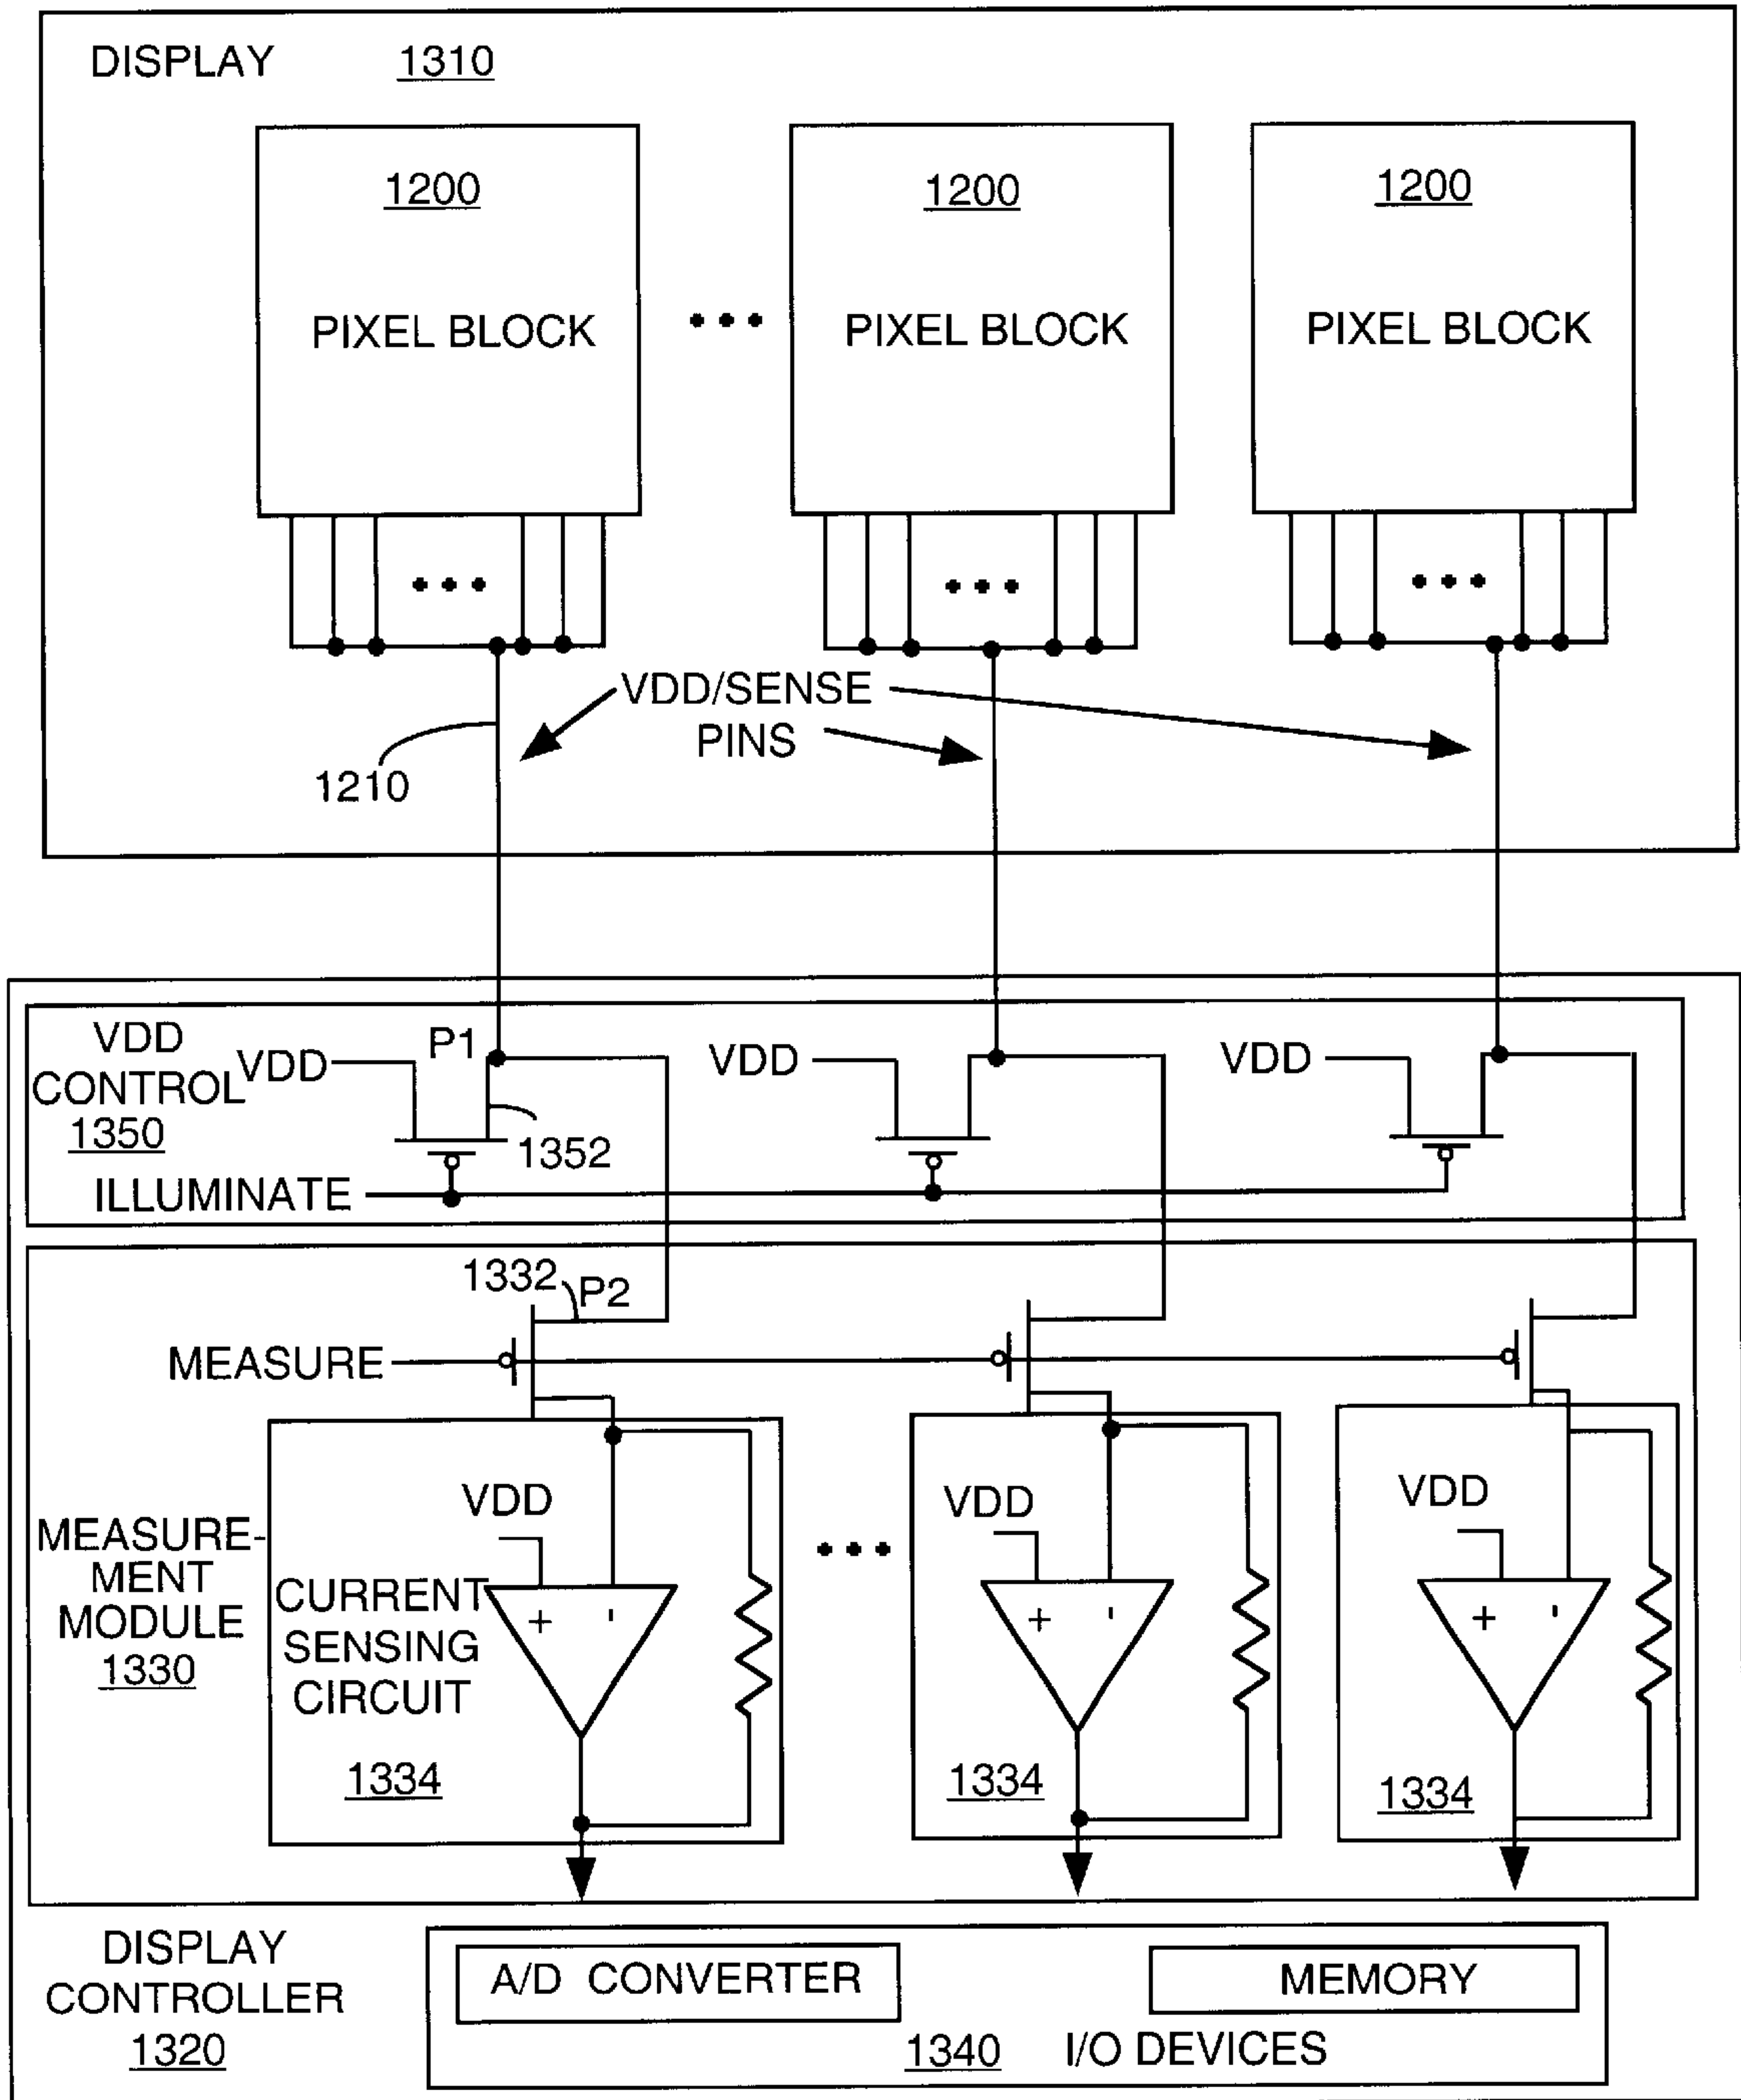 DISPLAY 1310
1200 1200 1200
PIXEL BLOCK PIXEL BLOCK PIXEL BLOCK
VDD/SENSE
PINS
1210
VDD
CONTROL
1350
VDD P1 VDD VDD
1352
ILLUMINATE
1332 P2
MEASURE
VDD VDD VDD
MEASURE-
MENT
MODULE
1330
CURRENT
SENSING
CIRCUIT
+ - + - + -
1334 1334 1334
DISPLAY
CONTROLLER
1320
A/D CONVERTER MEMORY
1340 I/O DEVICES